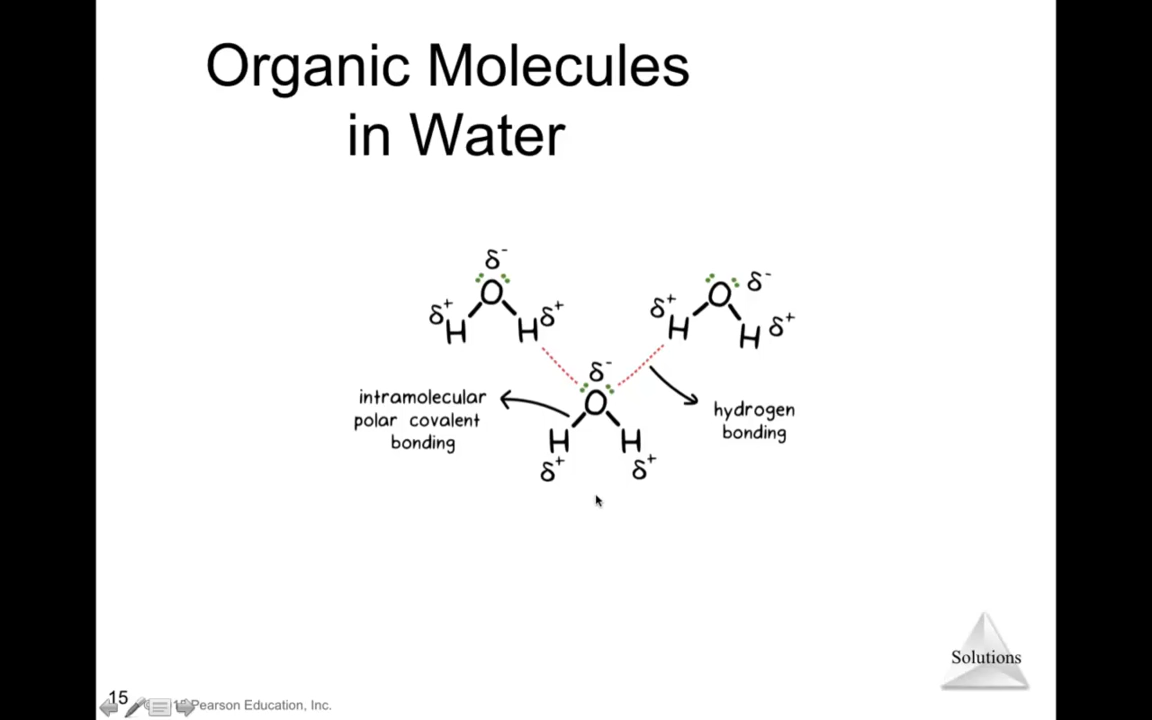 Organic Molecules
in Water
δ-
δ+
O
H
H
δ+
δ-
δ+
O
H
H
δ+
δ-
O
H
H
δ+
δ+
intramolecular
polar covalent
bonding
hydrogen
bonding
Solutions
15
Pearson Education, Inc.